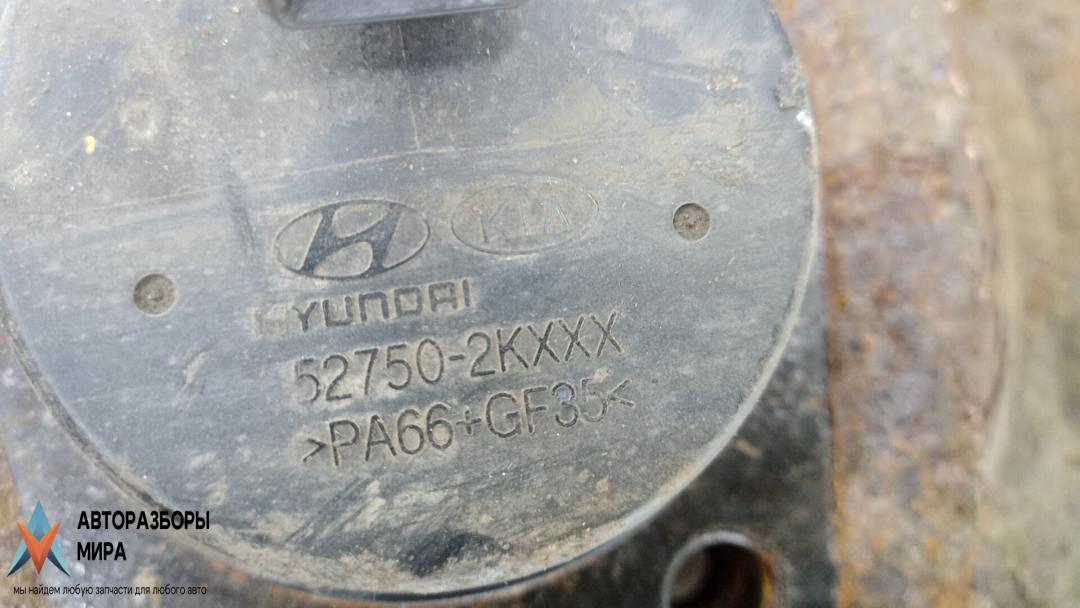 KIA
HYUNDAI
52750-2KXXX
>PA66+GF35<
АВТОРАЗБОРЫ
МИРА
мы найдем любую запчасти для любого авто